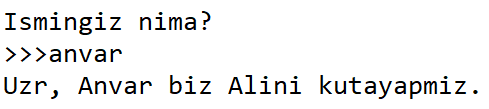 Ismingiz nima?
>>>anvar
Uzr, Anvar biz Alini kutayapmiz.